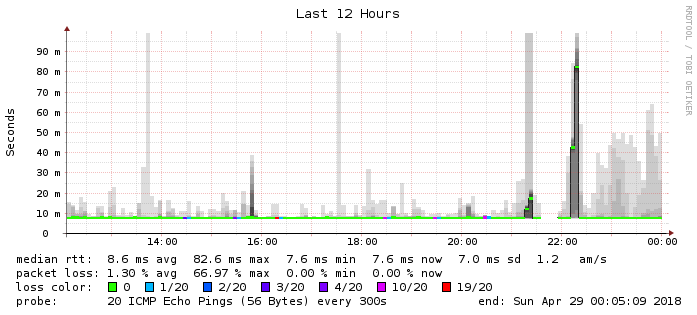 Last 12 Hours
RRDTOOL / TOBI OETIKER
Seconds
90 m
80 m
70 m
60 m
50 m
40 m
30 m
20 m
10 m
0
14:00 16:00 18:00 20:00 22:00 00:00
median rtt: 8.6 ms avg 82.6 ms max 7.6 ms min 7.6 ms now 7.0 ms sd 1.2 am/s
packet loss: 1.30 % avg 66.97 % max 0.00 % min 0.00 % now
loss color: 0 1/20 2/20 3/20 4/20 10/20 19/20
probe: 20 ICMP Echo Pings (56 Bytes) every 300s end: Sun Apr 29 00:05:09 2018